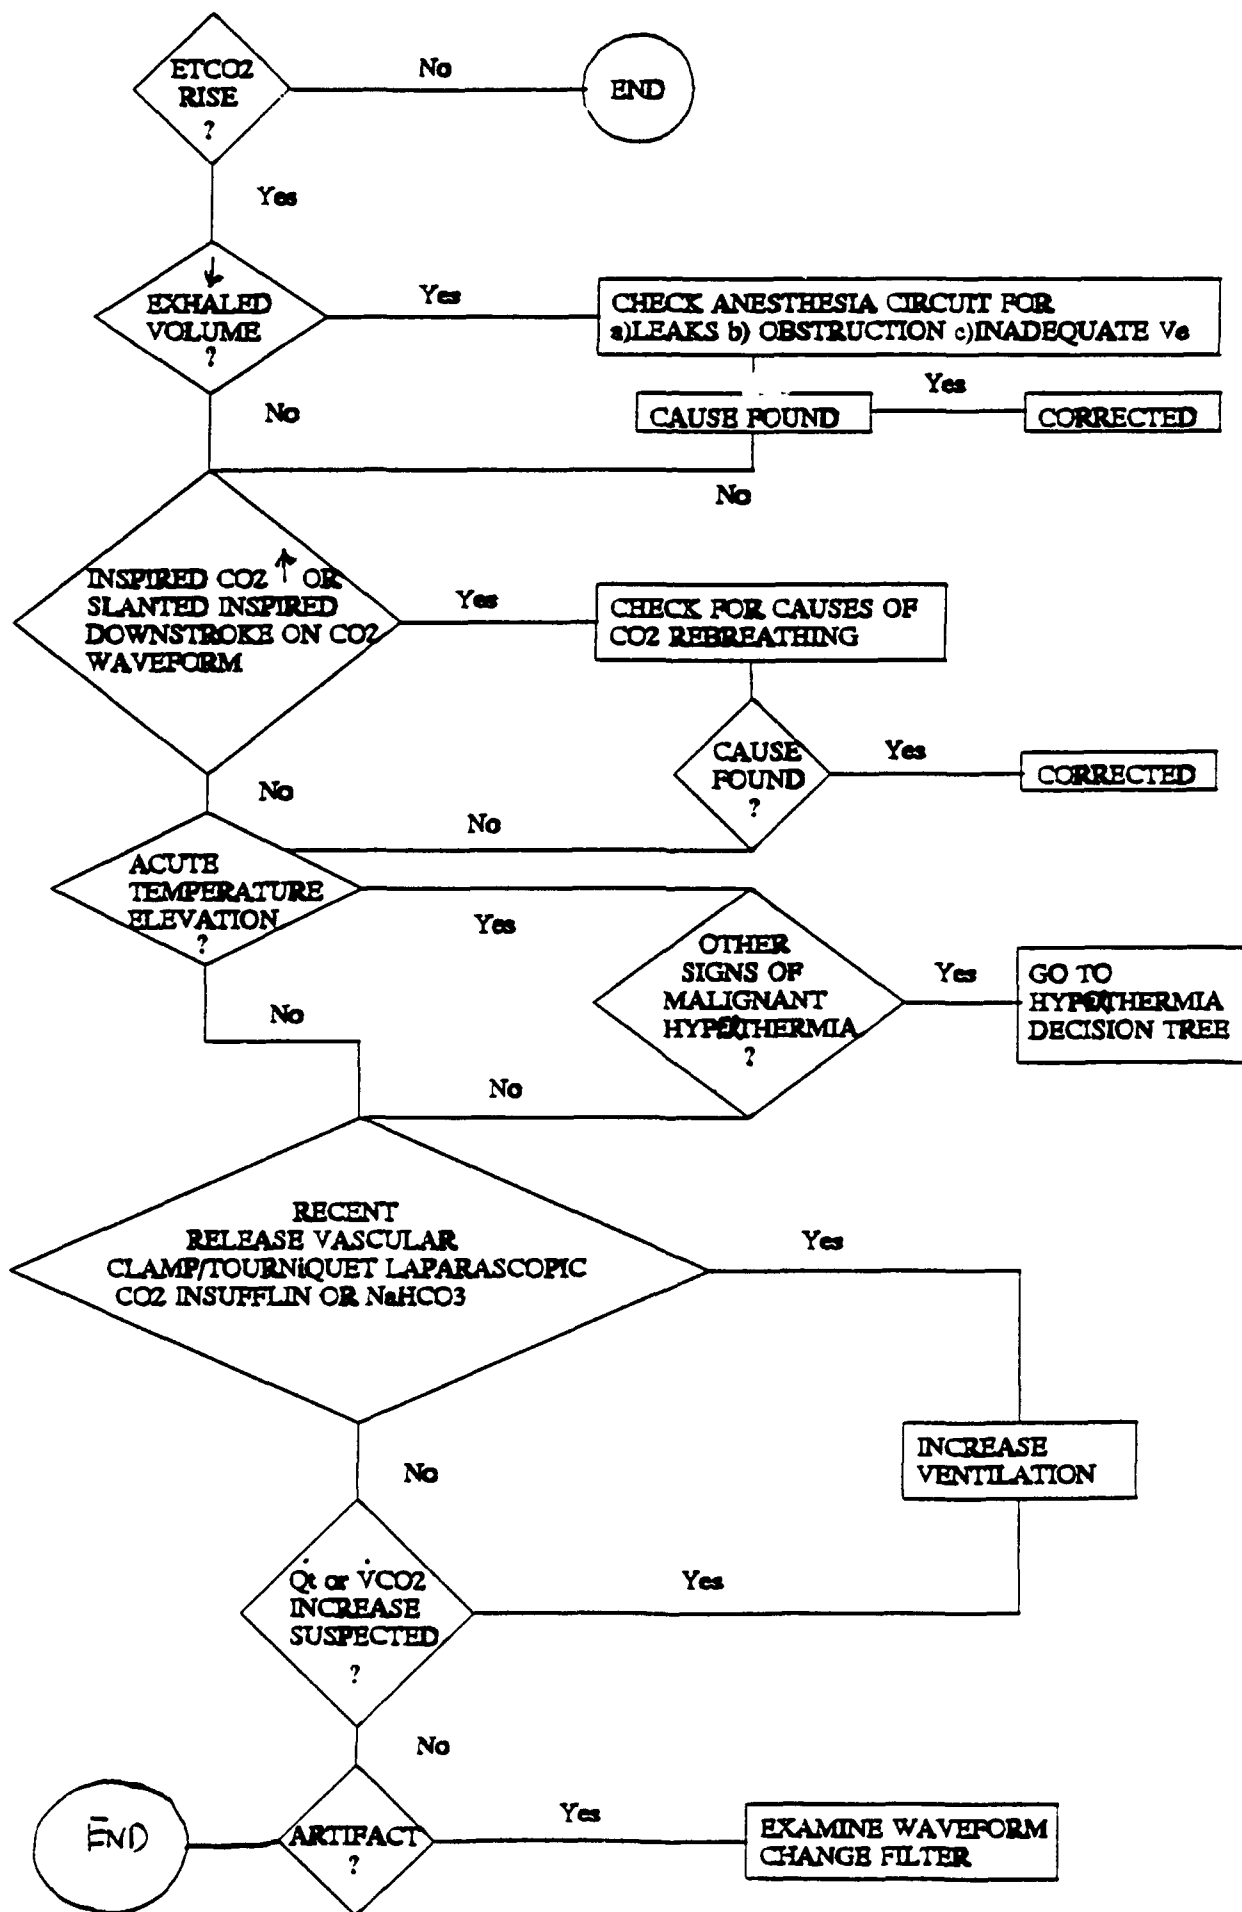 ETCO2
RISE
?
No
END
Yes
↓
EXHALED
VOLUME
?
Yes
CHECK ANESTHESIA CIRCUIT FOR
a)LEAKS b) OBSTRUCTION c)INADEQUATE Ve
No
CAUSE FOUND
Yes
CORRECTED
No
INSPIRED CO2 ↑ OR
SLANTED INSPIRED
DOWNSTROKE ON CO2
WAVEFORM
Yes
CHECK FOR CAUSES OF
CO2 REBREATHING
CAUSE
FOUND
?
Yes
CORRECTED
No
No
ACUTE
TEMPERATURE
ELEVATION
?
Yes
OTHER
SIGNS OF
MALIGNANT
HYPERTHERMIA
?
Yes
GO TO
HYPERTHERMIA
DECISION TREE
No
No
RECENT
RELEASE VASCULAR
CLAMP/TOURNiQUET LAPARASCOPIC
CO2 INSUFFLIN OR NaHCO3
Yes
INCREASE
VENTILATION
No
Q̇t or V̇CO2
INCREASE
SUSPECTED
?
Yes
No
END
ARTIFACT
?
Yes
EXAMINE WAVEFORM
CHANGE FILTER